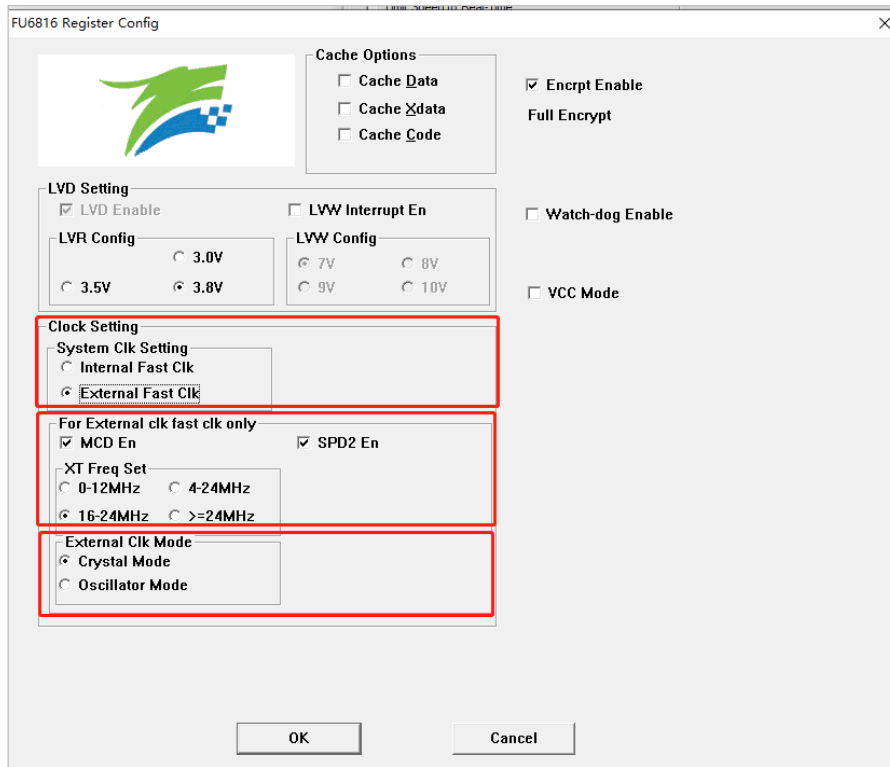 FU6816 Register Config
Cache Options
Cache Data
Cache Xdata
Cache Code
Encrpt Enable
Full Encrypt
LVD Setting
LVD Enable
LVW Interrupt En
LVR Config
3.0V
3.5V
3.8V
LVW Config
7V
8V
9V
10V
Watch-dog Enable
VCC Mode
Clock Setting
System Clk Setting
Internal Fast Clk
External Fast Clk
For External clk fast clk only
MCD En
SPD2 En
XT Freq Set
0-12MHz
4-24MHz
16-24MHz
>=24MHz
External Clk Mode
Crystal Mode
Oscillator Mode
OK
Cancel